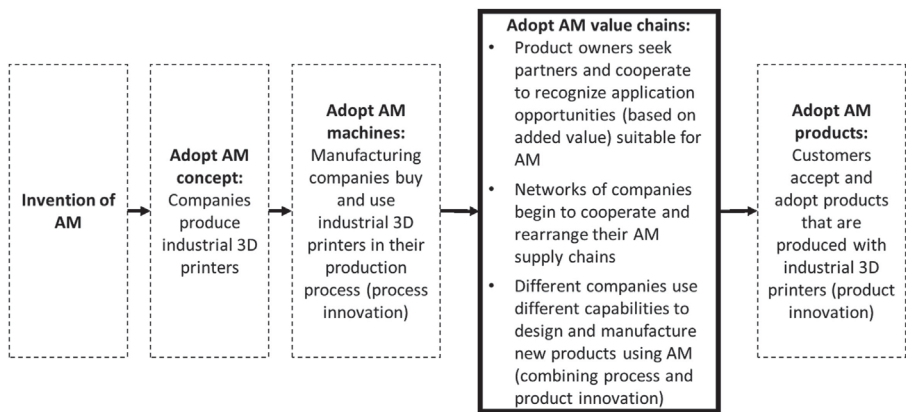 Invention of
AM
Adopt AM
concept:
Companies
produce
industrial 3D
printers
Adopt AM
machines:
Manufacturing
companies buy
and use
industrial 3D
printers in their
production
process (process
innovation)
Adopt AM value chains:
• Product owners seek
partners and cooperate
to recognize application
opportunities (based on
added value) suitable for
AM
• Networks of companies
begin to cooperate and
rearrange their AM
supply chains
• Different companies use
different capabilities to
design and manufacture
new products using AM
(combining process and
product innovation)
Adopt AM
products:
Customers
accept and
adopt products
that are
produced with
industrial 3D
printers (product
innovation)